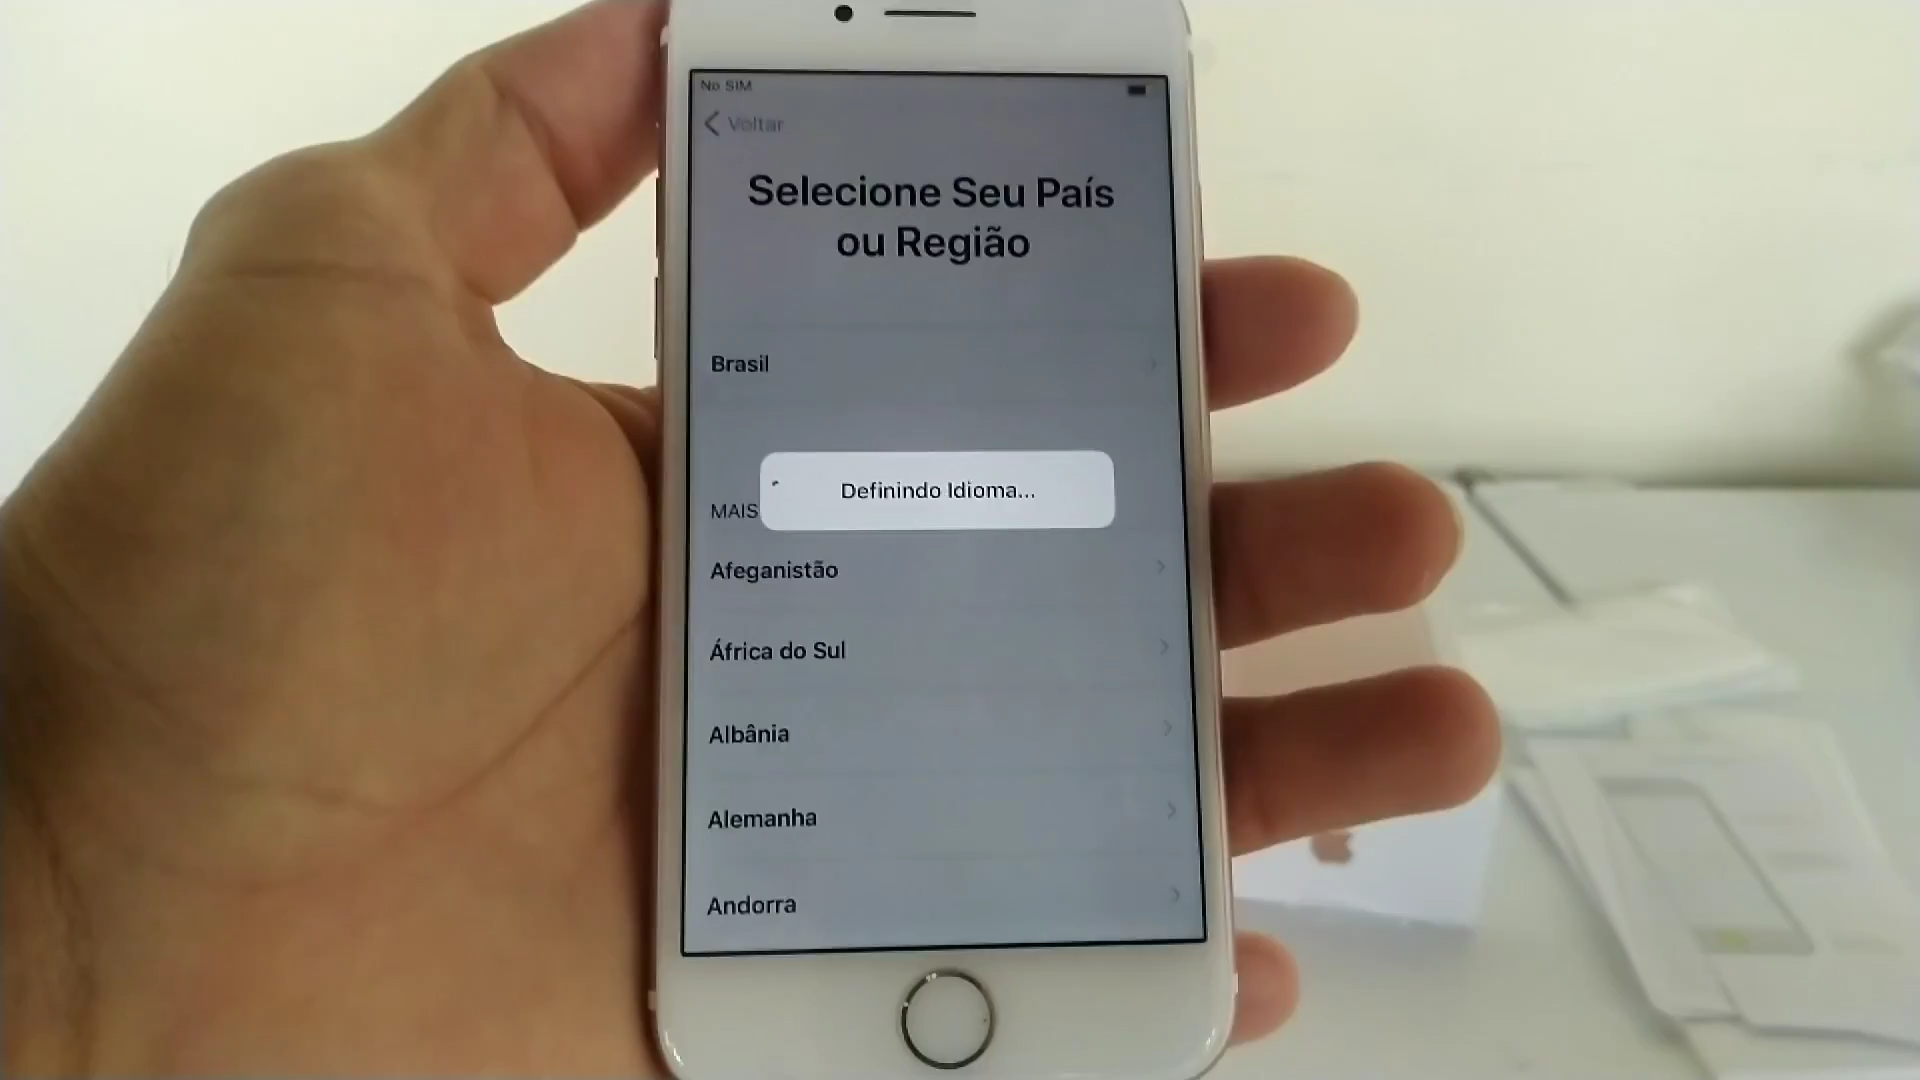 No SIM
Voltar
Selecione Seu País
ou Região
Brasil
Definindo Idioma...
MAIS
Afeganistão
África do Sul
Albânia
Alemanha
Andorra